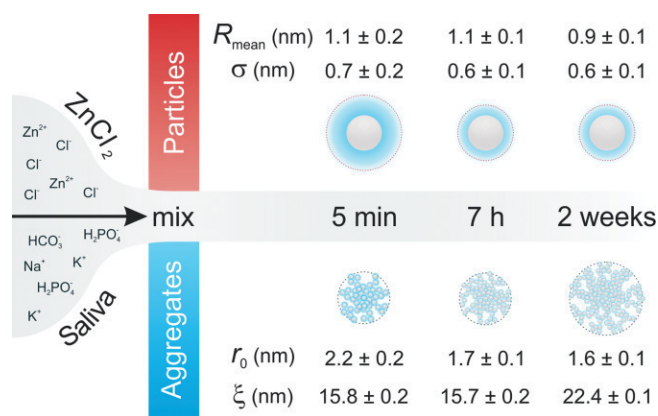 R_mean (nm) 1.1 ± 0.2 1.1 ± 0.1 0.9 ± 0.1
σ (nm) 0.7 ± 0.2 0.6 ± 0.1 0.6 ± 0.1
ZnCl₂
Zn²⁺
Cl⁻
Cl⁻
Zn²⁺
Cl⁻ Cl⁻
Particles
mix 5 min 7 h 2 weeks
HCO₃⁻ H₂PO₄⁻
Na⁺ K⁺
H₂PO₄⁻
K⁺
Saliva
Aggregates
r₀ (nm) 2.2 ± 0.2 1.7 ± 0.1 1.6 ± 0.1
ξ (nm) 15.8 ± 0.2 15.7 ± 0.2 22.4 ± 0.1